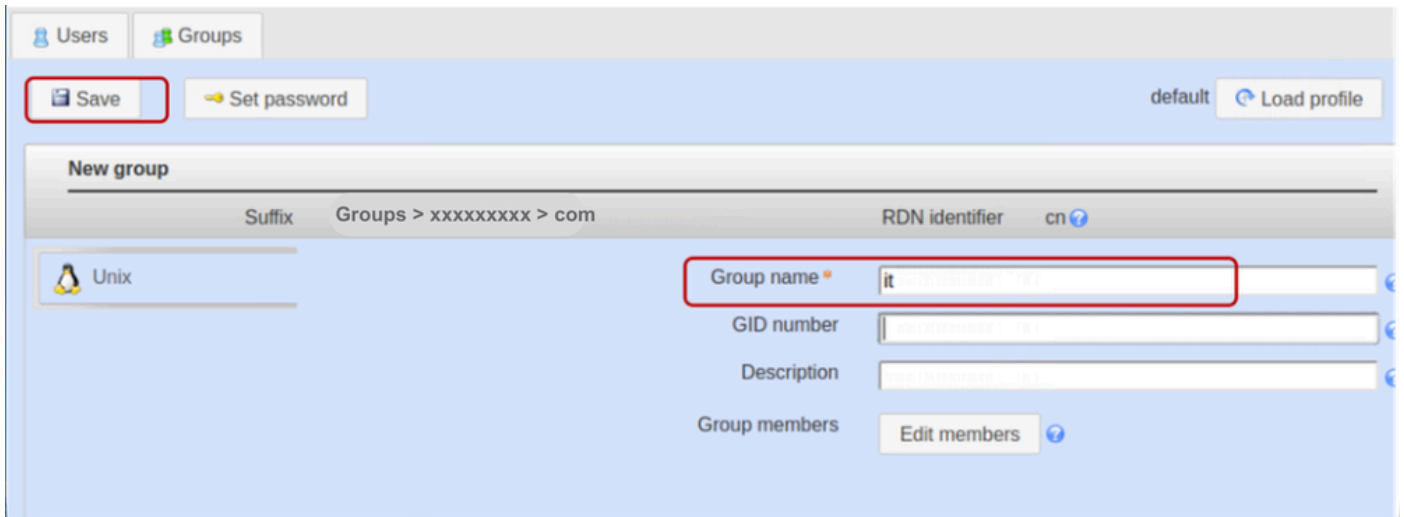 Users Groups
Save Set password default Load profile
New group
Suffix Groups > xxxxxxxxx > com RDN identifier cn
Unix Group name * it
GID number
Description
Group members Edit members